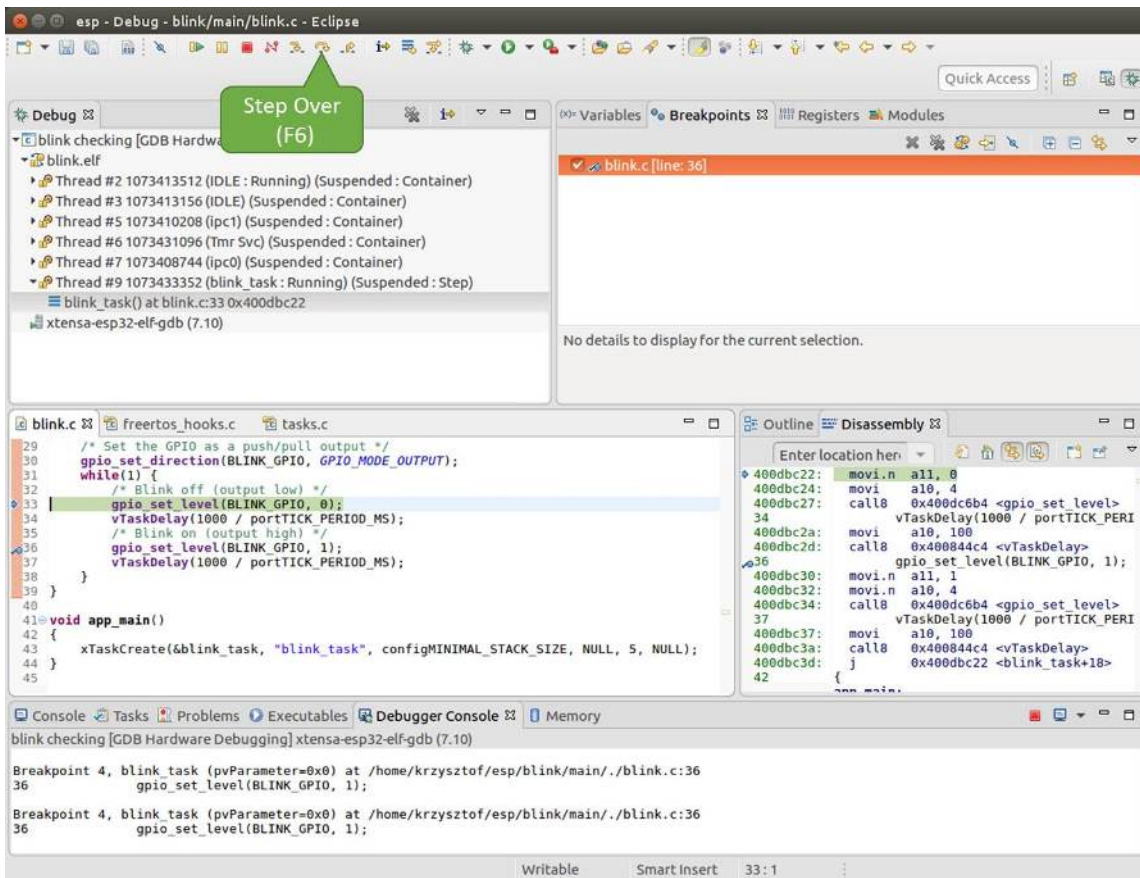 esp - Debug - blink/main/blink.c - Eclipse
Quick Access
Step Over
(F6)
Debug
blink checking [GDB Hardwa
blink.elf
Thread #2 1073413512 (IDLE : Running) (Suspended : Container)
Thread #3 1073413156 (IDLE) (Suspended : Container)
Thread #5 1073410208 (ipc1) (Suspended : Container)
Thread #6 1073431096 (Tmr Svc) (Suspended : Container)
Thread #7 1073408744 (ipc0) (Suspended : Container)
Thread #9 1073433352 (blink_task : Running) (Suspended : Step)
blink_task() at blink.c:33 0x400dbc22
xtensa-esp32-elf-gdb (7.10)
(x)= Variables Breakpoints 1010 Registers Modules
blink.c [line: 36]
No details to display for the current selection.
blink.c freertos_hooks.c tasks.c
29 /* Set the GPIO as a push/pull output */
30 gpio_set_direction(BLINK_GPIO, GPIO_MODE_OUTPUT);
31 while(1) {
32 /* Blink off (output low) */
33 gpio_set_level(BLINK_GPIO, 0);
34 vTaskDelay(1000 / portTICK_PERIOD_MS);
35 /* Blink on (output high) */
36 gpio_set_level(BLINK_GPIO, 1);
37 vTaskDelay(1000 / portTICK_PERIOD_MS);
38 }
39 }
40
41 void app_main()
42 {
43 xTaskCreate(&blink_task, "blink_task", configMINIMAL_STACK_SIZE, NULL, 5, NULL);
44 }
45
Outline Disassembly
Enter location her
400dbc22: movi.n a11, 0
400dbc24: movi a10, 4
400dbc27: call8 0x400dc6b4 <gpio_set_level>
34 vTaskDelay(1000 / portTICK_PERI
400dbc2a: movi a10, 100
400dbc2d: call8 0x400844c4 <vTaskDelay>
36 gpio_set_level(BLINK_GPIO, 1);
400dbc30: movi.n a11, 1
400dbc32: movi.n a10, 4
400dbc34: call8 0x400dc6b4 <gpio_set_level>
37 vTaskDelay(1000 / portTICK_PERI
400dbc37: movi a10, 100
400dbc3a: call8 0x400844c4 <vTaskDelay>
400dbc3d: j 0x400dbc22 <blink_task+18>
42 {
app_main:
Console Tasks Problems Executables Debugger Console Memory
blink checking [GDB Hardware Debugging] xtensa-esp32-elf-gdb (7.10)
Breakpoint 4, blink_task (pvParameter=0x0) at /home/krzysztof/esp/blink/main/./blink.c:36
36 gpio_set_level(BLINK_GPIO, 1);
Breakpoint 4, blink_task (pvParameter=0x0) at /home/krzysztof/esp/blink/main/./blink.c:36
36 gpio_set_level(BLINK_GPIO, 1);
Writable Smart Insert 33 : 1